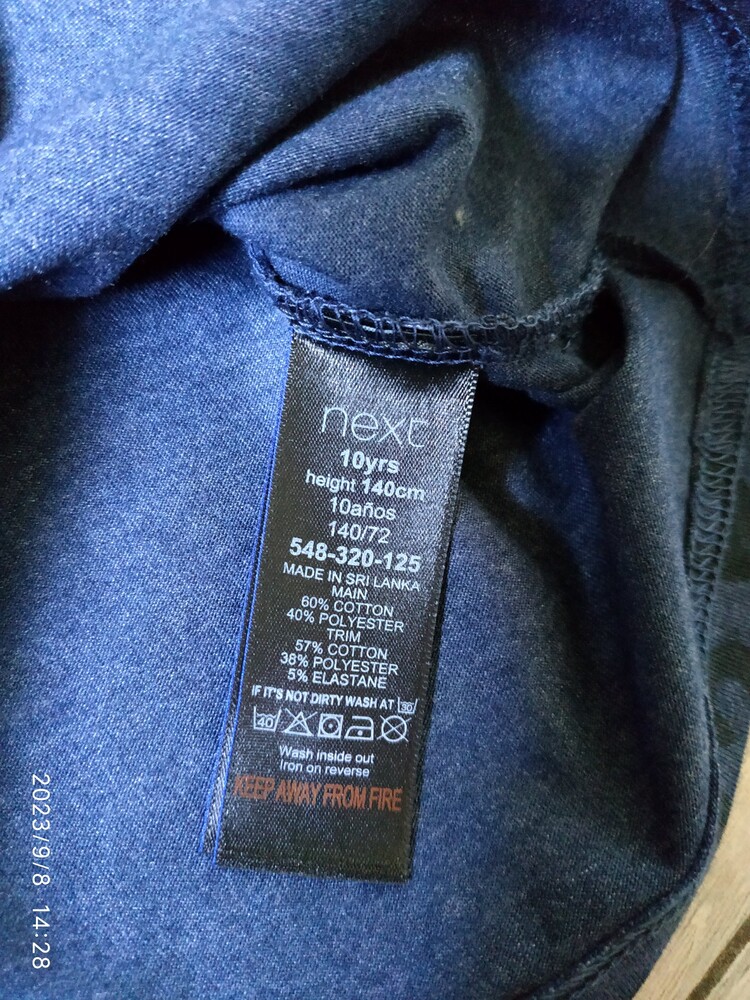 next
10yrs
height 140cm
10años
140/72
548-320-125
MADE IN SRI LANKA
MAIN
60% COTTON
40% POLYESTER
TRIM
57% COTTON
38% POLYESTER
5% ELASTANE
IF IT'S NOT DIRTY WASH AT 30
40
Wash inside out
Iron on reverse
KEEP AWAY FROM FIRE
2023/9/8 14:28